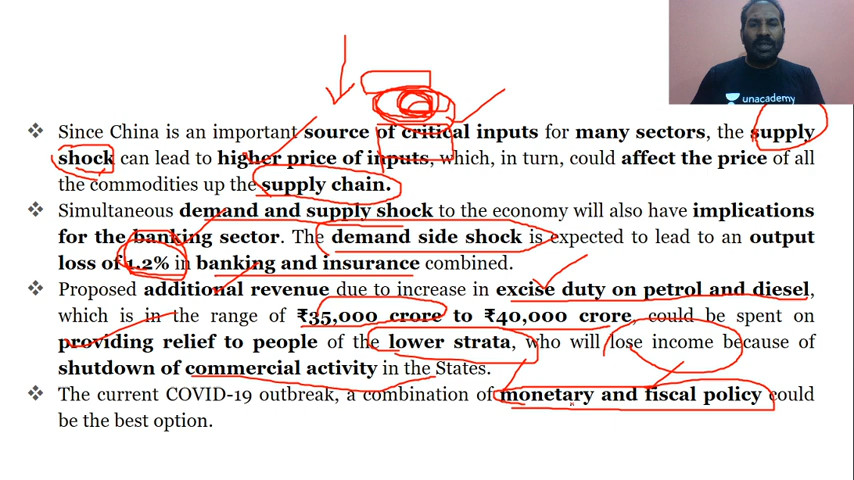 unacademy
❖ Since China is an important source of critical inputs for many sectors, the supply
shock can lead to higher price of inputs, which, in turn, could affect the price of all
the commodities up the supply chain.
❖ Simultaneous demand and supply shock to the economy will also have implications
for the banking sector. The demand side shock is expected to lead to an output
loss of 1.2% in banking and insurance combined.
❖ Proposed additional revenue due to increase in excise duty on petrol and diesel,
which is in the range of ₹35,000 crore to ₹40,000 crore, could be spent on
providing relief to people of the lower strata, who will lose income because of
shutdown of commercial activity in the States.
❖ The current COVID-19 outbreak, a combination of monetary and fiscal policy could
be the best option.